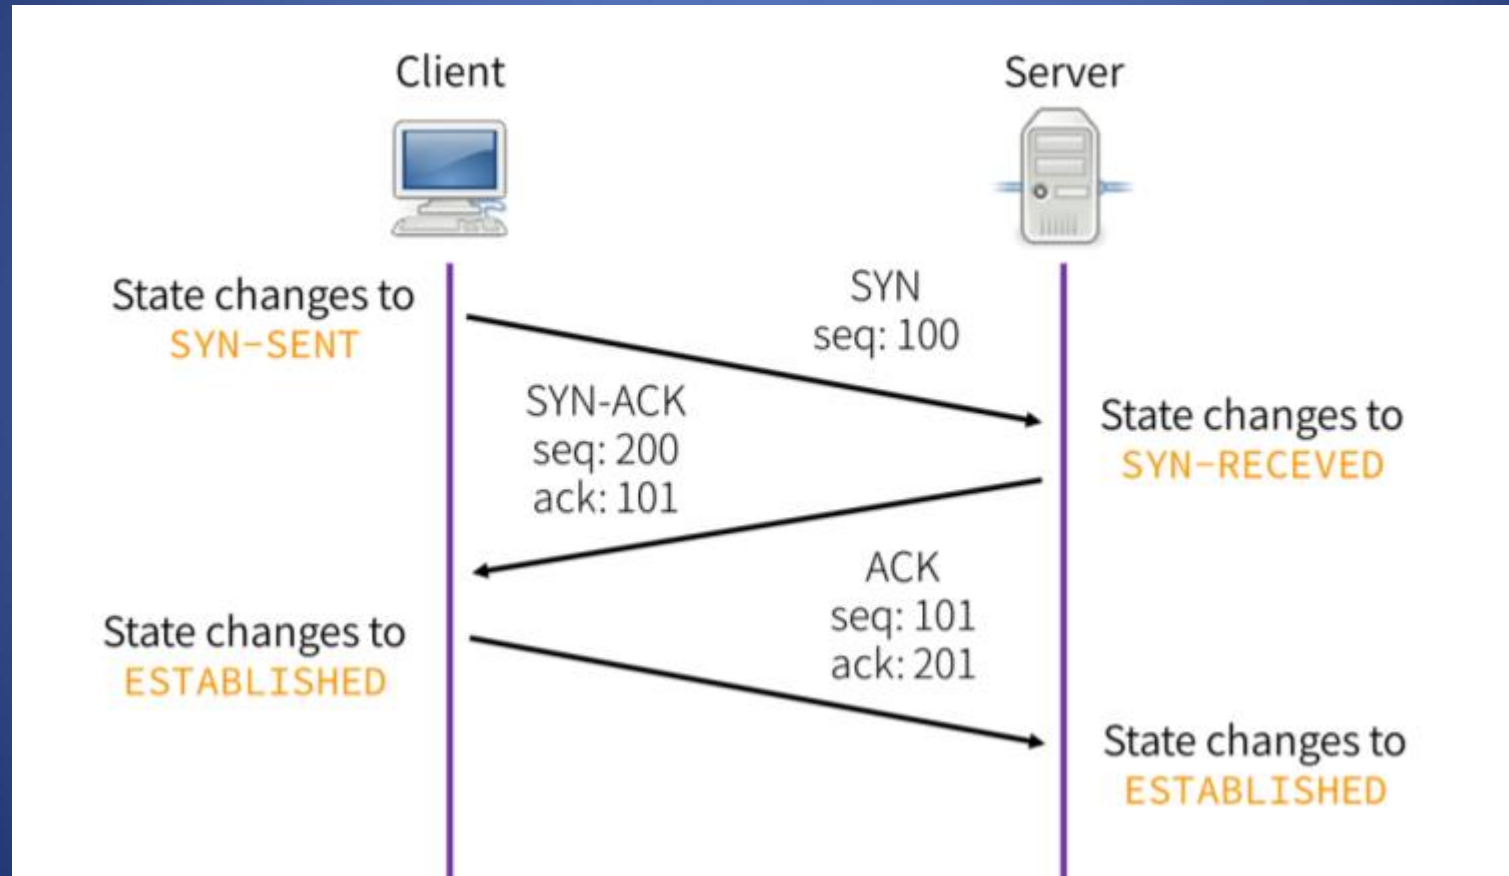 Client
Server
State changes to
SYN-SENT
SYN
seq: 100
SYN-ACK
seq: 200
ack: 101
State changes to
SYN-RECEVED
ACK
seq: 101
ack: 201
State changes to
ESTABLISHED
State changes to
ESTABLISHED